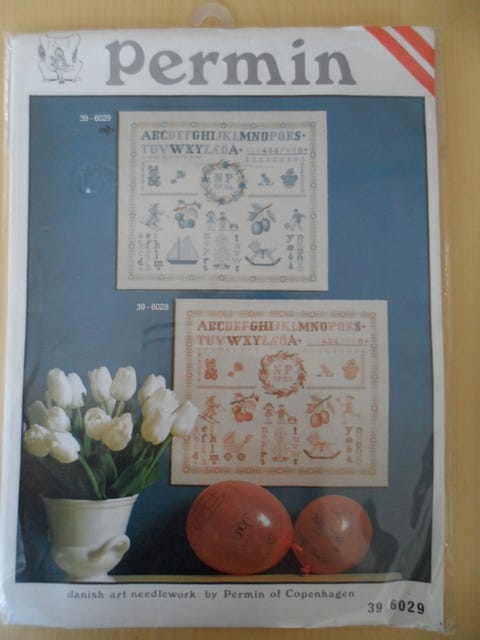 Permin
39-6029
ABCDEFGHIJKLMNOPQRS
TUVWXYZÆØÅ
NP
39-6028
ABCDEFGHIJKLMNOPQRS
TUVWXYZÆØÅ
NP
danish art needlework by Permin of Copenhagen
39 6029